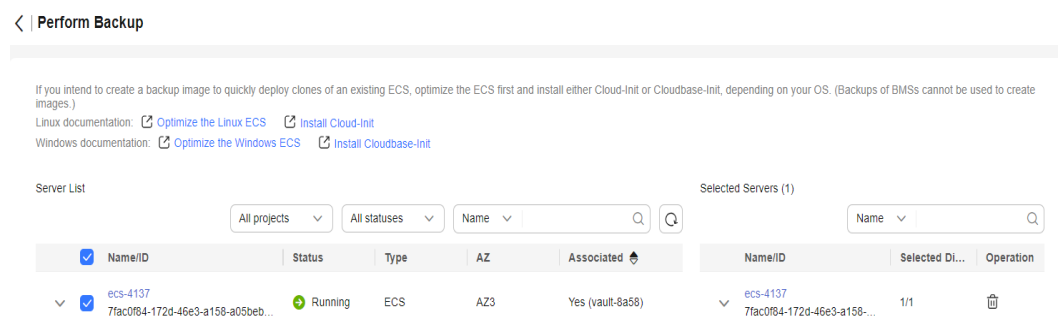 Perform Backup
If you intend to create a backup image to quickly deploy clones of an existing ECS, optimize the ECS first and install either Cloud-Init or Cloudbase-Init, depending on your OS. (Backups of BMSs cannot be used to create
images.)
Linux documentation: Optimize the Linux ECS Install Cloud-Init
Windows documentation: Optimize the Windows ECS Install Cloudbase-Init
Server List
Selected Servers (1)
All projects All statuses Name
Name
Name/ID Status Type AZ Associated
Name/ID Selected Di... Operation
ecs-4137
7fac0f84-172d-46e3-a158-a05beb... Running ECS AZ3 Yes (vault-8a58)
ecs-4137
7fac0f84-172d-46e3-a158-... 1/1